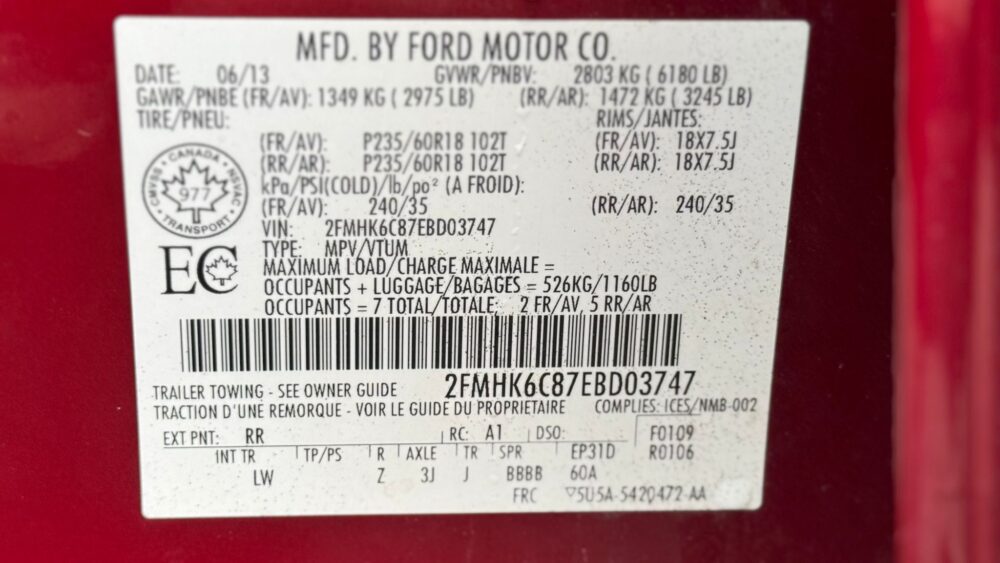 MFD. BY FORD MOTOR CO.
DATE: 06/13 GVWR/PNBV: 2803 KG ( 6180 LB)
GAWR/PNBE (FR/AV): 1349 KG ( 2975 LB) (RR/AR): 1472 KG ( 3245 LB)
TIRE/PNEU: RIMS/JANTES:
(FR/AV): P235/60R18 102T (FR/AV): 18X7.5J
(RR/AR): P235/60R18 102T (RR/AR): 18X7.5J
kPa/PSI(COLD)/lb/po² (A FROID):
(FR/AV): 240/35 (RR/AR): 240/35
CANADA
CMVSS 977 NSVAC
TRANSPORT
VIN: 2FMHK6C87EBD03747
TYPE: MPV/VTUM
EC
MAXIMUM LOAD/CHARGE MAXIMALE =
OCCUPANTS + LUGGAGE/BAGAGES = 526KG/1160LB
OCCUPANTS = 7 TOTAL/TOTALE; 2 FR/AV, 5 RR/AR
TRAILER TOWING - SEE OWNER GUIDE 2FMHK6C87EBD03747
TRACTION D'UNE REMORQUE - VOIR LE GUIDE DU PROPRIETAIRE COMPLIES: ICES/NMB-002
EXT PNT: RR RC: A1 DSO: F0109
INT TR TP/PS R AXLE TR SPR EP31D R0106
LW Z 3J J BBBB 60A
FRC ▽5U5A-5420472-AA